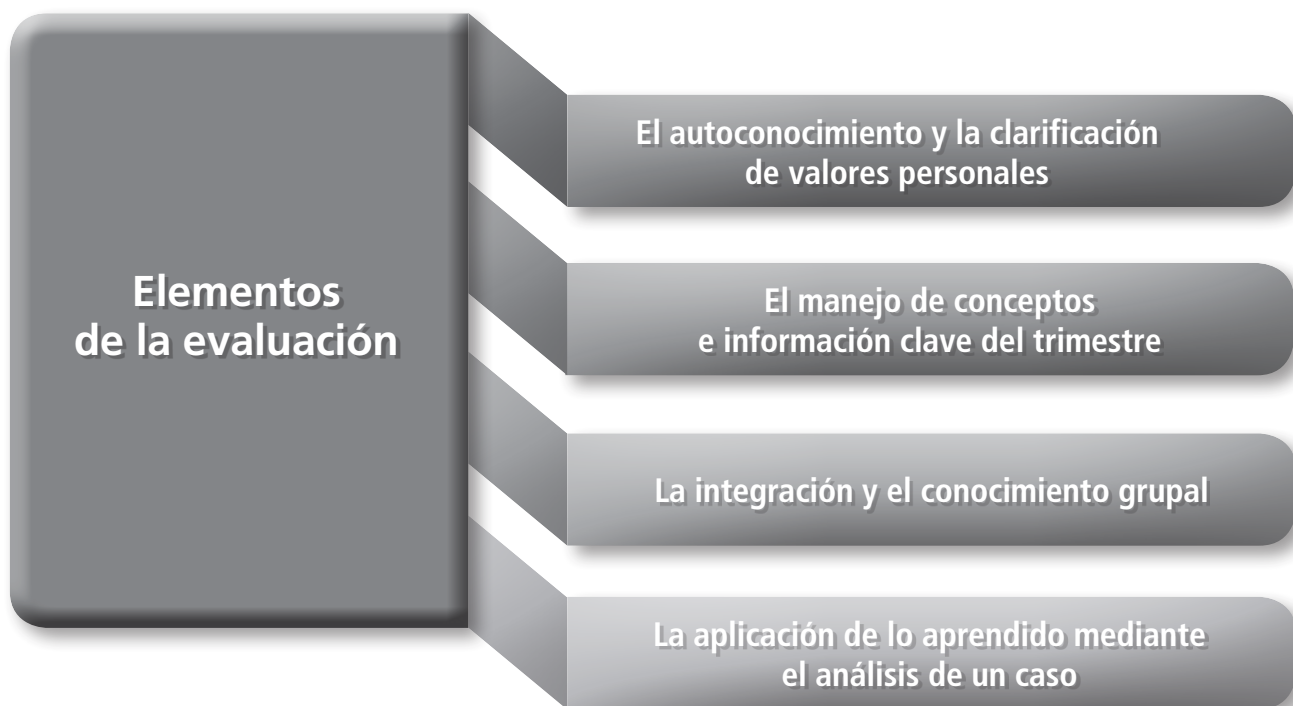 Elementos
de la evaluación
El autoconocimiento y la clarificación
de valores personales
El manejo de conceptos
e información clave del trimestre
La integración y el conocimiento grupal
La aplicación de lo aprendido mediante
el análisis de un caso